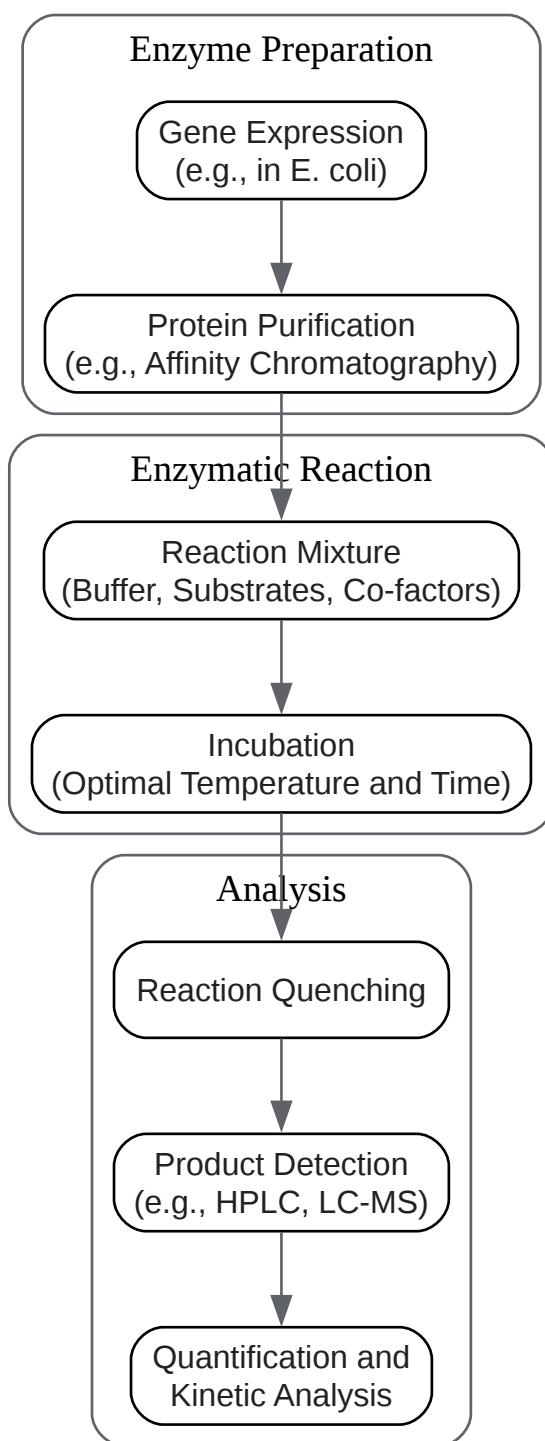 Enzyme Preparation
Gene Expression
(e.g., in E. coli)
Protein Purification
(e.g., Affinity Chromatography)
Enzymatic Reaction
Reaction Mixture
(Buffer, Substrates, Co-factors)
Incubation
(Optimal Temperature and Time)
Analysis
Reaction Quenching
Product Detection
(e.g., HPLC, LC-MS)
Quantification and
Kinetic Analysis